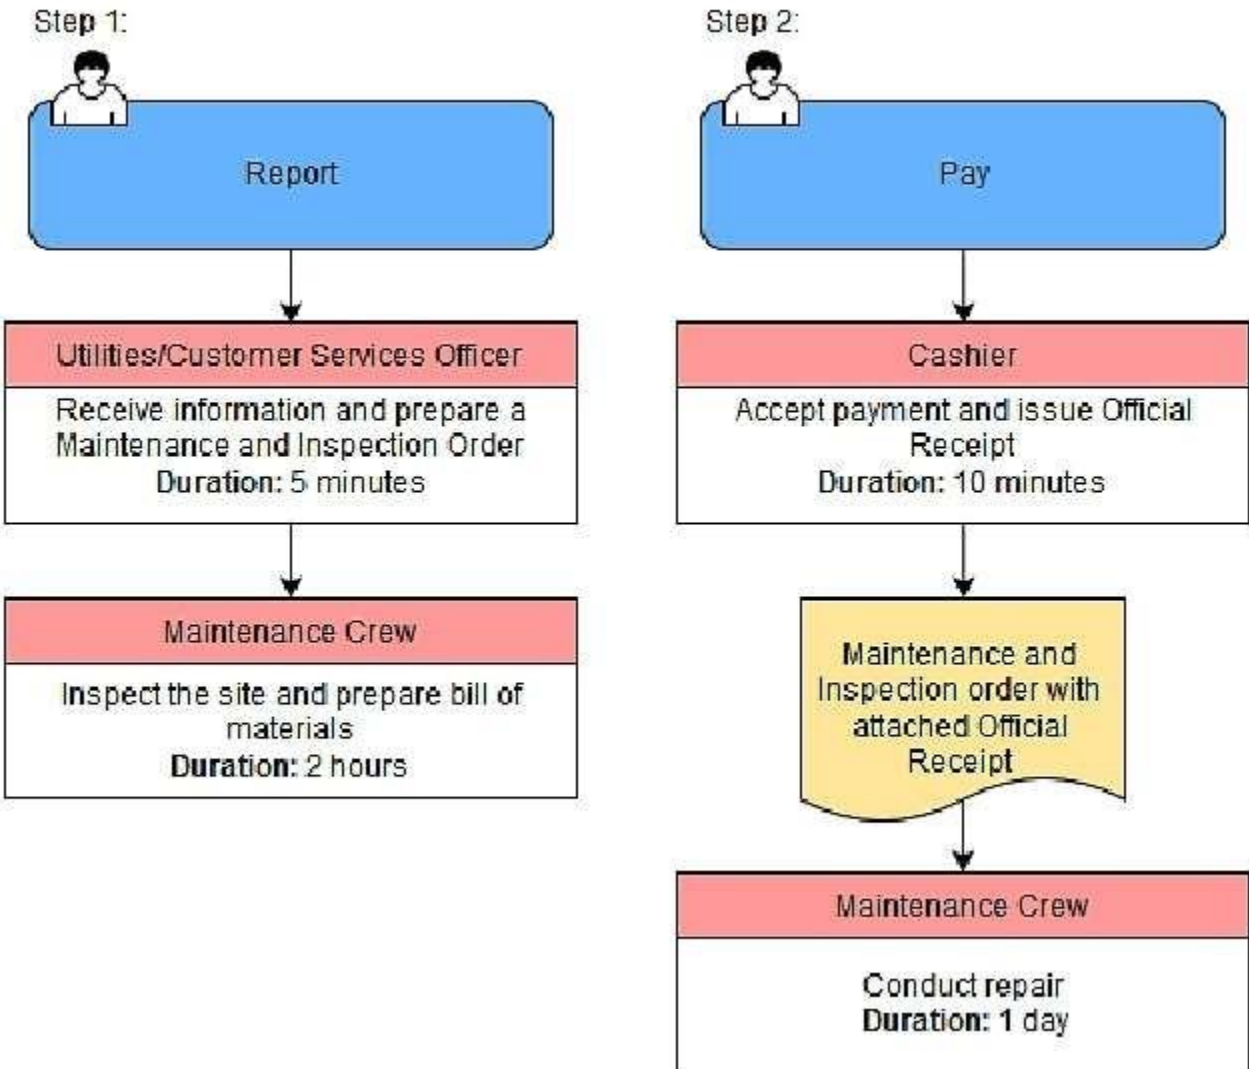 Step 1:
Report
Utilities/Customer Services Officer
Receive information and prepare a
Maintenance and Inspection Order
Duration: 5 minutes
Maintenance Crew
Inspect the site and prepare bill of
materials
Duration: 2 hours
Step 2:
Pay
Cashier
Accept payment and issue Official
Receipt
Duration: 10 minutes
Maintenance and
Inspection order with
attached Official
Receipt
Maintenance Crew
Conduct repair
Duration: 1 day